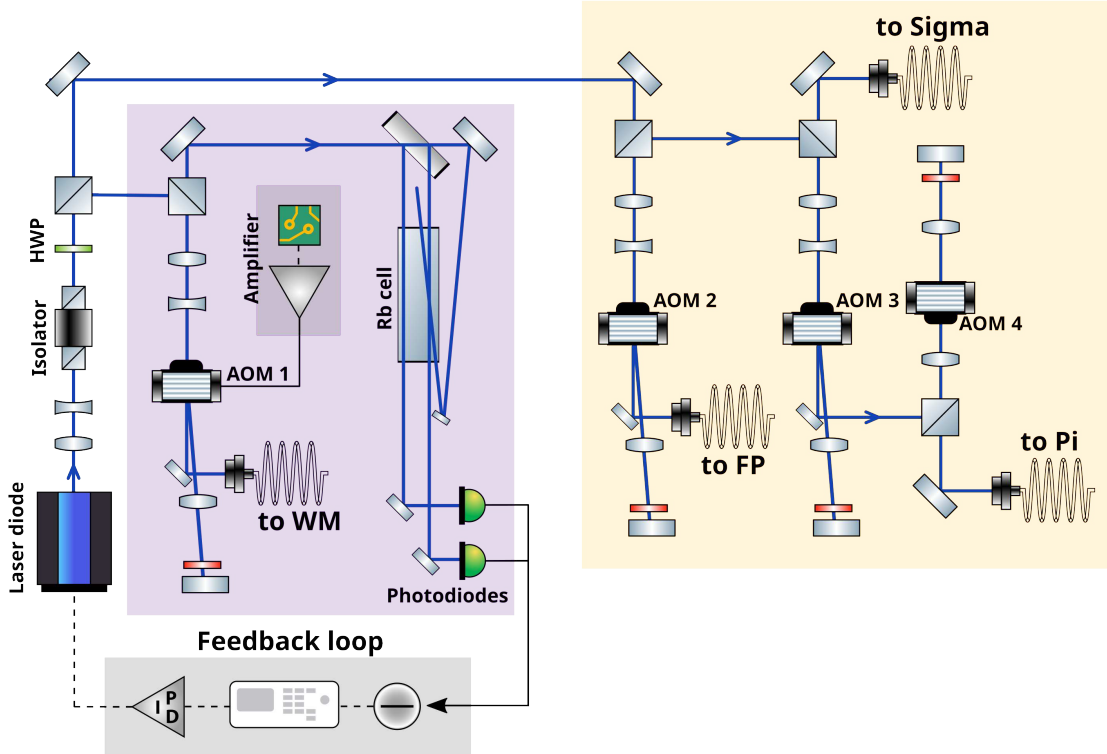 to Sigma
HWP
Amplifier
Isolator
Rb cell
AOM 1
AOM 2
AOM 3
AOM 4
to FP
to Pi
to WM
Laser diode
Photodiodes
Feedback loop
P
I
D